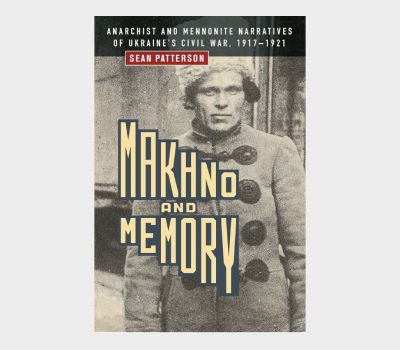 ANARCHIST AND MENNONITE NARRATIVES
OF UKRAINE'S CIVIL WAR, 1917–1921
SEAN PATTERSON
MAKHNO
AND
MEMORY